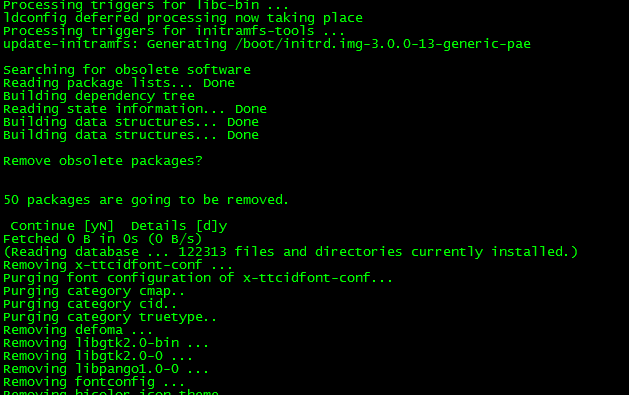 Processing triggers for libc-bin ...
ldconfig deferred processing now taking place
Processing triggers for initramfs-tools ...
update-initramfs: Generating /boot/initrd.img-3.0.0-13-generic-pae
Searching for obsolete software
Reading package lists... Done
Building dependency tree
Reading state information... Done
Building data structures... Done
Building data structures... Done
Remove obsolete packages?
50 packages are going to be removed.
Continue [yN]  Details [d]y
Fetched 0 B in 0s (0 B/s)
(Reading database ... 122313 files and directories currently installed.)
Removing x-ttcidfont-conf ...
Purging font configuration of x-ttcidfont-conf...
Purging category cmap..
Purging category cid..
Purging category truetype..
Removing defoma ...
Removing libgtk2.0-bin ...
Removing libgtk2.0-0 ...
Removing libpango1.0-0 ...
Removing fontconfig ...
Removing hicolor-icon-theme